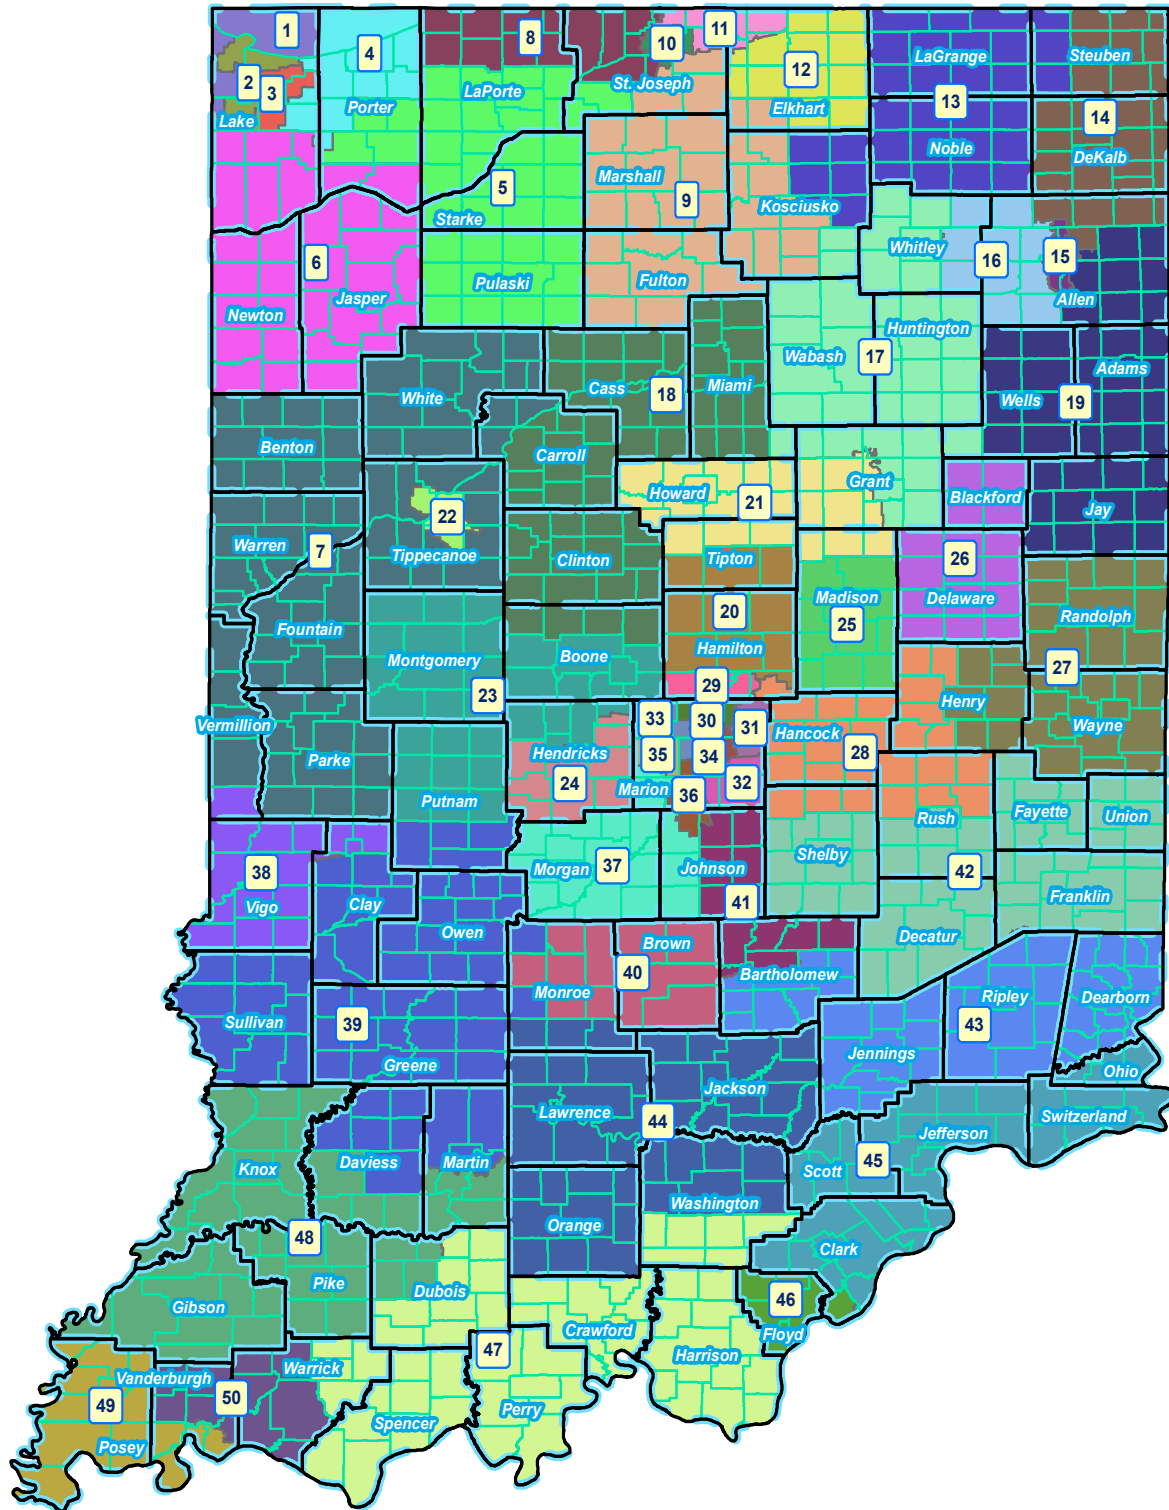 1
11
8
10
4
LaGrange
Steuben
12
2
LaPorte
St. Joseph
3
Porter
Elkhart
13
Lake
14
Noble
DeKalb
Marshall
5
9
Kosciusko
Starke
Whitley
16
15
6
Pulaski
Fulton
Jasper
Allen
Newton
Huntington
Wabash
17
Adams
Cass
Miami
18
White
Wells
19
Benton
Carroll
Grant
Howard
Blackford
21
Jay
22
Warren
7
Tippecanoe
Clinton
Tipton
26
Madison
Delaware
20
Randolph
25
Fountain
Hamilton
Boone
Montgomery
27
29
23
Henry
33
30
Vermillion
31
Hancock
Wayne
Hendricks
35
34
28
Parke
24
Marion
32
36
Putnam
Fayette
Union
Rush
Shelby
37
Morgan
Johnson
42
38
Franklin
41
Clay
Vigo
Owen
Decatur
Brown
40
Bartholomew
Monroe
Ripley
Dearborn
Sullivan
39
43
Jennings
Greene
Ohio
Jackson
Lawrence
Switzerland
44
Jefferson
Daviess
Martin
45
Knox
Scott
Washington
Orange
48
Clark
Pike
Dubois
46
Gibson
Crawford
Floyd
47
Harrison
Warrick
Vanderburgh
50
49
Perry
Spencer
Posey